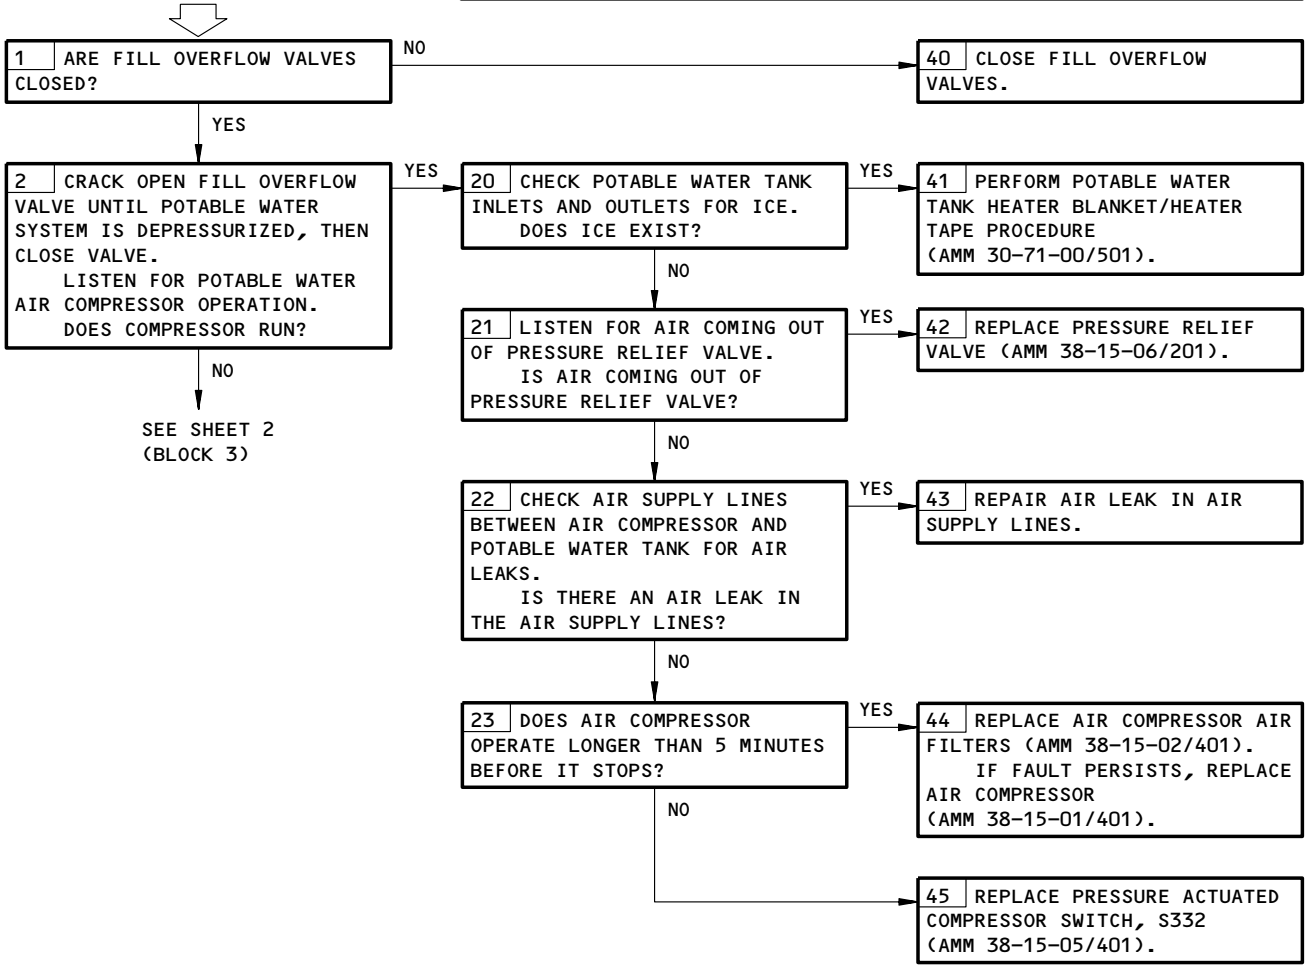 1 ARE FILL OVERFLOW VALVES
CLOSED?
NO
40 CLOSE FILL OVERFLOW
VALVES.
YES
2 CRACK OPEN FILL OVERFLOW
VALVE UNTIL POTABLE WATER
SYSTEM IS DEPRESSURIZED, THEN
CLOSE VALVE.
LISTEN FOR POTABLE WATER
AIR COMPRESSOR OPERATION.
DOES COMPRESSOR RUN?
YES
20 CHECK POTABLE WATER TANK
INLETS AND OUTLETS FOR ICE.
DOES ICE EXIST?
YES
41 PERFORM POTABLE WATER
TANK HEATER BLANKET/HEATER
TAPE PROCEDURE
(AMM 30-71-00/501).
NO
SEE SHEET 2
(BLOCK 3)
NO
21 LISTEN FOR AIR COMING OUT
OF PRESSURE RELIEF VALVE.
IS AIR COMING OUT OF
PRESSURE RELIEF VALVE?
YES
42 REPLACE PRESSURE RELIEF
VALVE (AMM 38-15-06/201).
NO
22 CHECK AIR SUPPLY LINES
BETWEEN AIR COMPRESSOR AND
POTABLE WATER TANK FOR AIR
LEAKS.
IS THERE AN AIR LEAK IN
THE AIR SUPPLY LINES?
YES
43 REPAIR AIR LEAK IN AIR
SUPPLY LINES.
NO
23 DOES AIR COMPRESSOR
OPERATE LONGER THAN 5 MINUTES
BEFORE IT STOPS?
YES
44 REPLACE AIR COMPRESSOR AIR
FILTERS (AMM 38-15-02/401).
IF FAULT PERSISTS, REPLACE
AIR COMPRESSOR
(AMM 38-15-01/401).
NO
45 REPLACE PRESSURE ACTUATED
COMPRESSOR SWITCH, S332
(AMM 38-15-05/401).